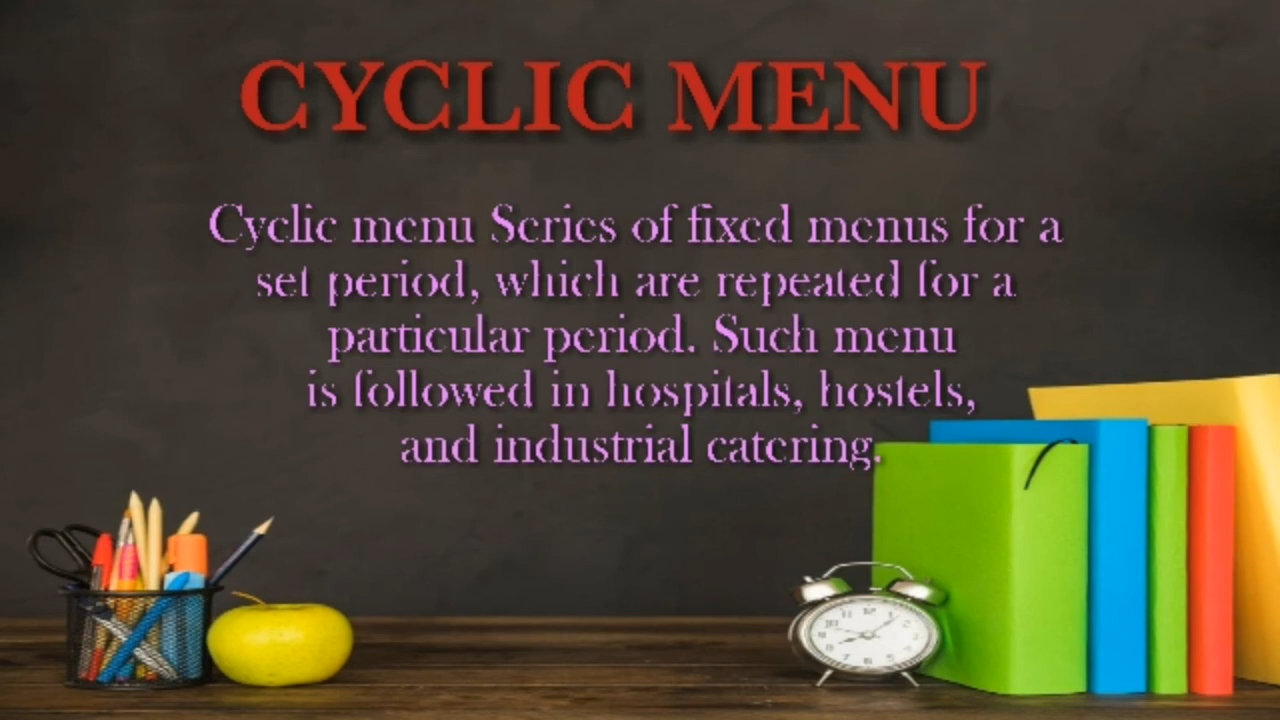 CYCLIC MENU
Cyclic menu Series of fixed menus for a
set period, which are repeated for a
particular period. Such menu
is followed in hospitals, hostels,
and industrial catering.